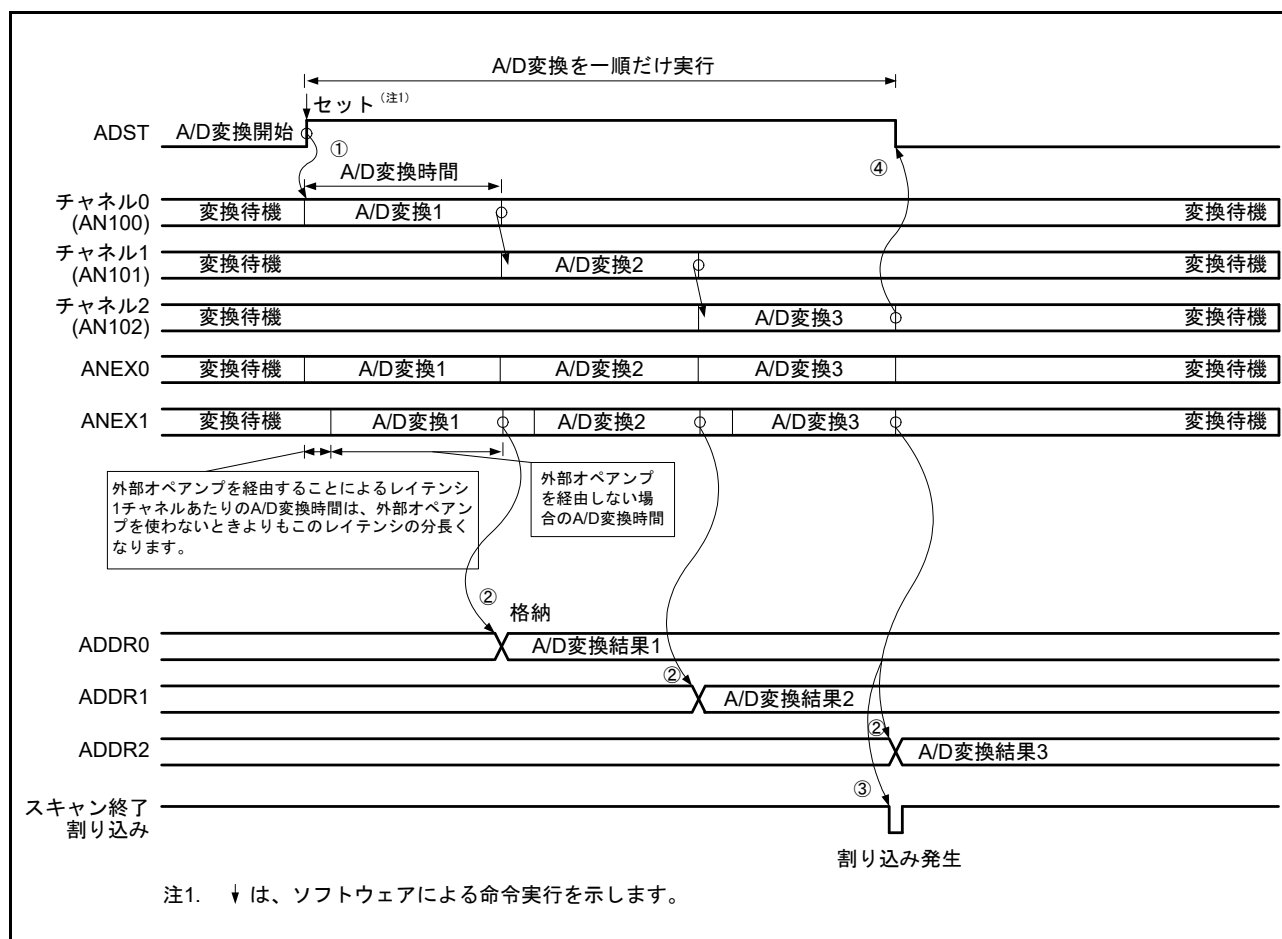 A/D変換を一順だけ実行
セット(注1)
ADST A/D変換開始
① ④
A/D変換時間
チャネル0
(AN100) 変換待機 A/D変換1 変換待機
チャネル1
(AN101) 変換待機 A/D変換2 変換待機
チャネル2
(AN102) 変換待機 A/D変換3 変換待機
ANEX0 変換待機 A/D変換1 A/D変換2 A/D変換3 変換待機
ANEX1 変換待機 A/D変換1 A/D変換2 A/D変換3 変換待機
外部オペアンプを経由することによるレイテンシ
1チャネルあたりのA/D変換時間は、外部オペアン
プを使わないときよりもこのレイテンシの分長く
なります。
外部オペアンプ
を経由しない場
合のA/D変換時間
② 格納
ADDR0 A/D変換結果1
②
ADDR1 A/D変換結果2
②
ADDR2 A/D変換結果3
③
スキャン終了
割り込み
割り込み発生
注1. ↓は、ソフトウェアによる命令実行を示します。